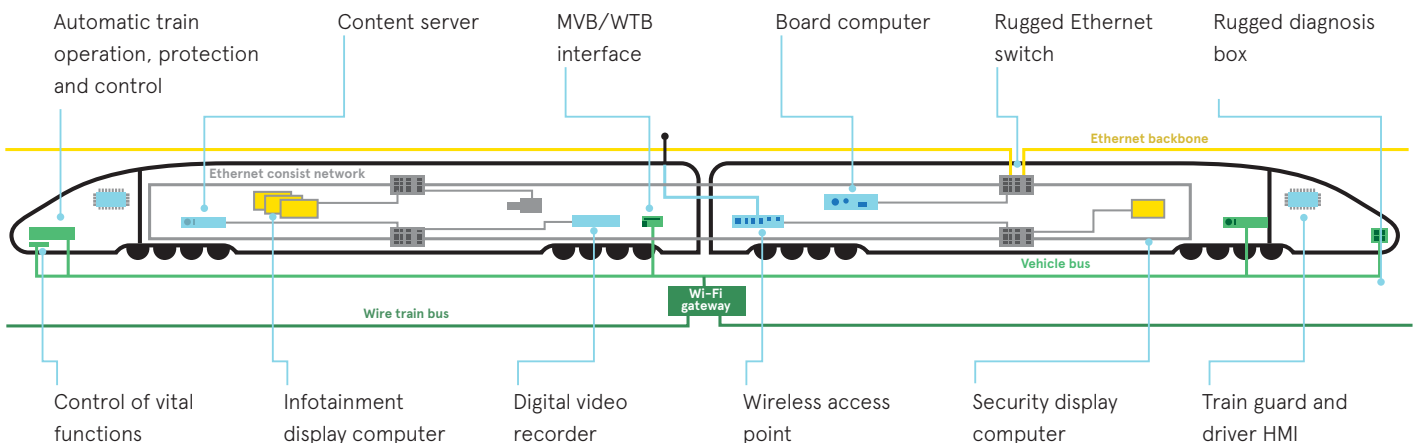 Automatic train
operation, protection
and control
Content server
MVB/WTB
interface
Board computer
Rugged Ethernet
switch
Rugged diagnosis
box
Ethernet backbone
Ethernet consist network
Vehicle bus
Wi-Fi
gateway
Wire train bus
Control of vital
functions
Infotainment
display computer
Digital video
recorder
Wireless access
point
Security display
computer
Train guard and
driver HMI